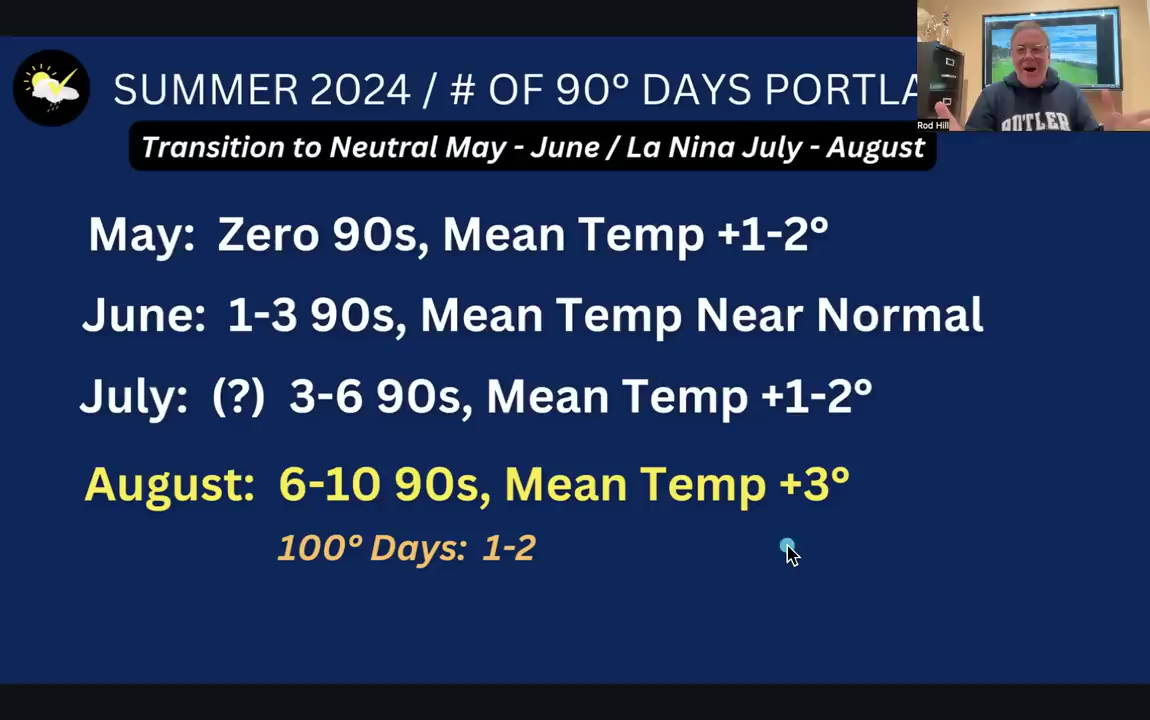 SUMMER 2024 / # OF 90° DAYS PORTLA
Rod Hill
BUTLER
Transition to Neutral May - June / La Nina July - August
May: Zero 90s, Mean Temp +1-2°
June: 1-3 90s, Mean Temp Near Normal
July: (?) 3-6 90s, Mean Temp +1-2°
August: 6-10 90s, Mean Temp +3°
100° Days: 1-2